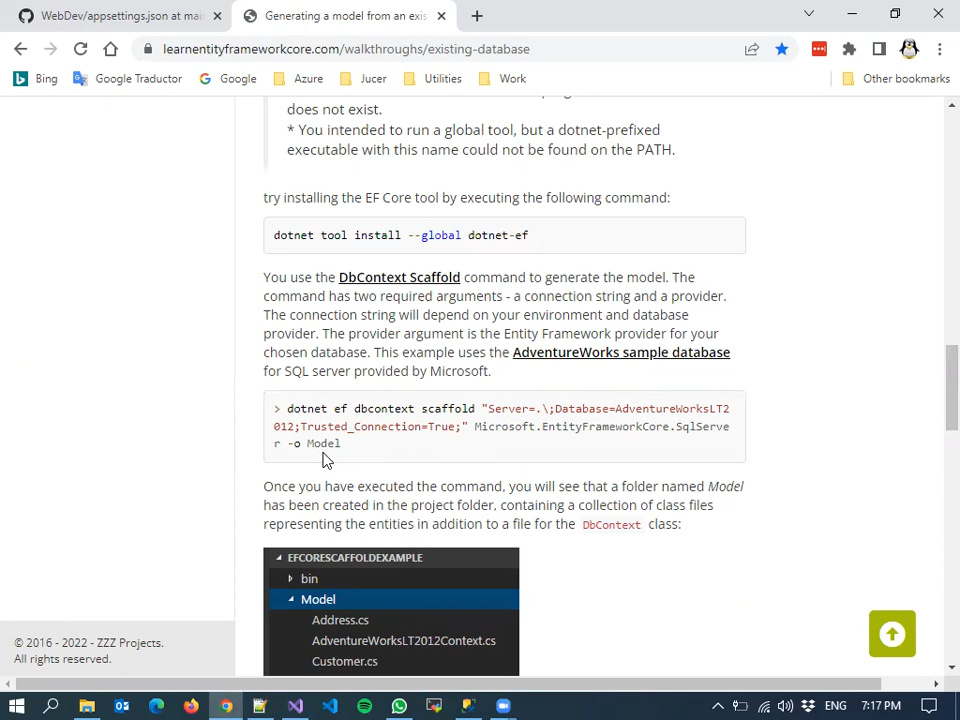 WebDev/appsettings.json at mai
Generating a model from an exis
learnentityframeworkcore.com/walkthroughs/existing-database
Bing
Google Traductor
Google
Azure
Jucer
Utilities
Work
Other bookmarks
does not exist.
* You intended to run a global tool, but a dotnet-prefixed
executable with this name could not be found on the PATH.
try installing the EF Core tool by executing the following command:
dotnet tool install --global dotnet-ef
You use the DbContext Scaffold command to generate the model. The
command has two required arguments - a connection string and a provider.
The connection string will depend on your environment and database
provider. The provider argument is the Entity Framework provider for your
chosen database. This example uses the AdventureWorks sample database
for SQL server provided by Microsoft.
> dotnet ef dbcontext scaffold "Server=.\;Database=AdventureWorksLT2
012;Trusted_Connection=True;" Microsoft.EntityFrameworkCore.SqlServe
r -o Model
Once you have executed the command, you will see that a folder named Model
has been created in the project folder, containing a collection of class files
representing the entities in addition to a file for the DbContext class:
EFCORESCAFFOLDEXAMPLE
bin
Model
Address.cs
AdventureWorksLT2012Context.cs
Customer.cs
© 2016 - 2022 - ZZZ Projects.
All rights reserved.
ENG
7:17 PM